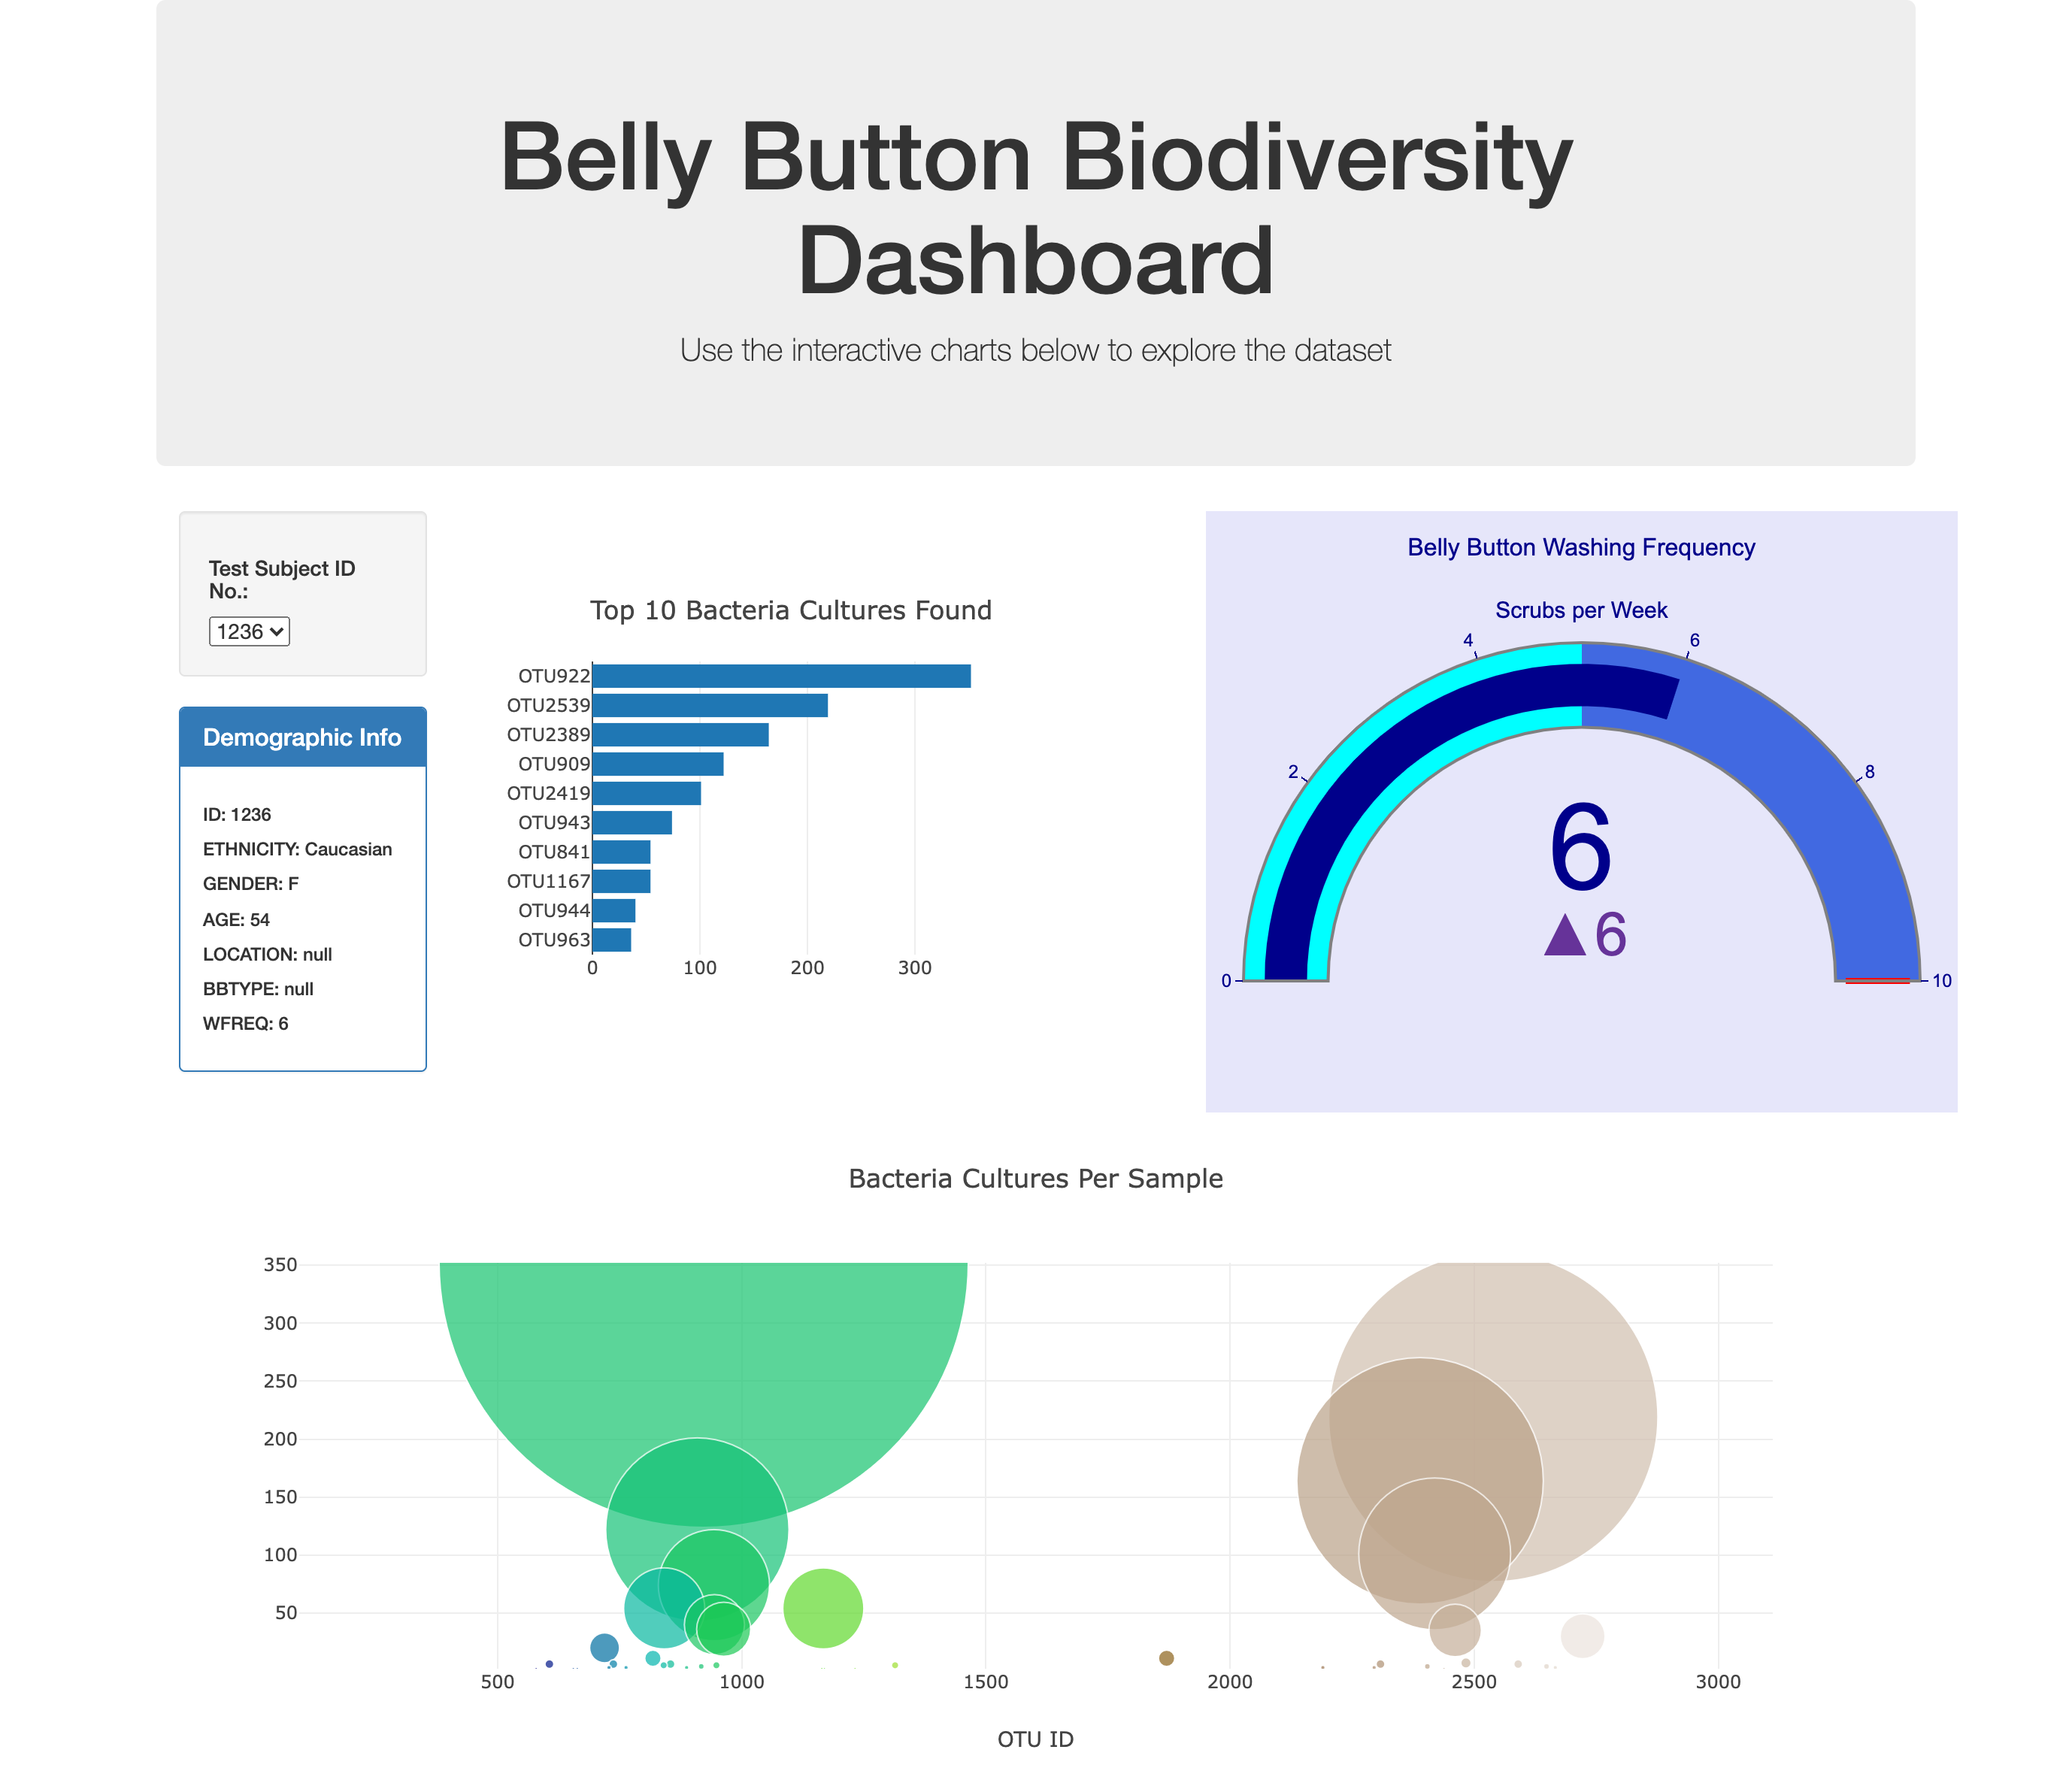 Belly Button Biodiversity
Dashboard
Use the interactive charts below to explore the dataset
Test Subject ID
No.:
1236
Demographic Info
ID: 1236
ETHNICITY: Caucasian
GENDER: F
AGE: 54
LOCATION: null
BBTYPE: null
WFREQ: 6
Top 10 Bacteria Cultures Found
OTU922
OTU2539
OTU2389
OTU909
OTU2419
OTU943
OTU841
OTU1167
OTU944
OTU963
0 100 200 300
Belly Button Washing Frequency
Scrubs per Week
0 2 4 6 8 10
6
▲6
Bacteria Cultures Per Sample
350
300
250
200
150
100
50
500 1000 1500 2000 2500 3000
OTU ID